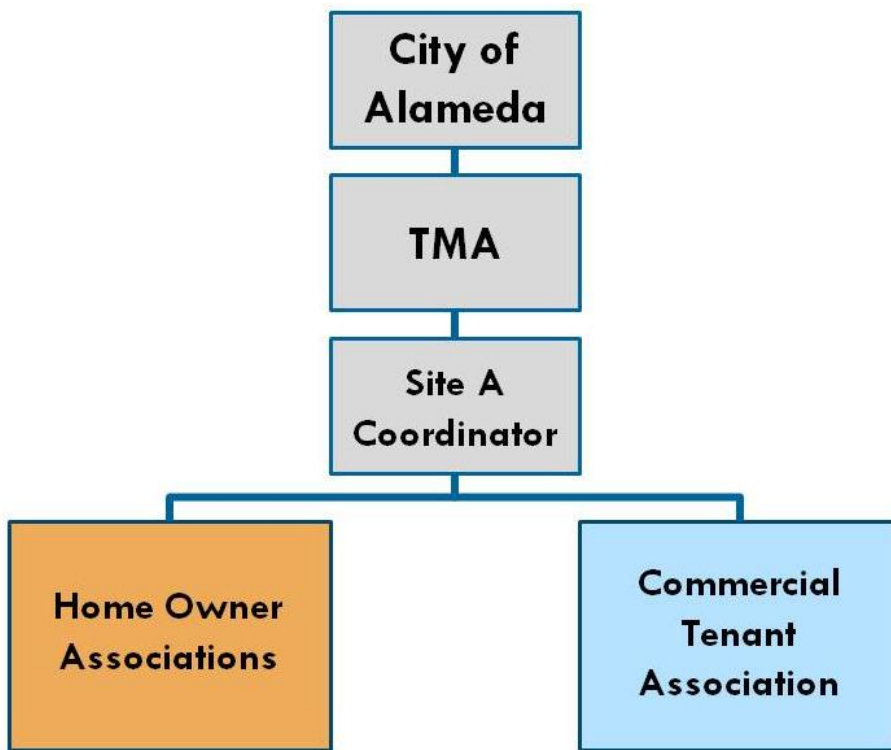 City of
Alameda
TMA
Site A
Coordinator
Home Owner
Associations
Commercial
Tenant
Association